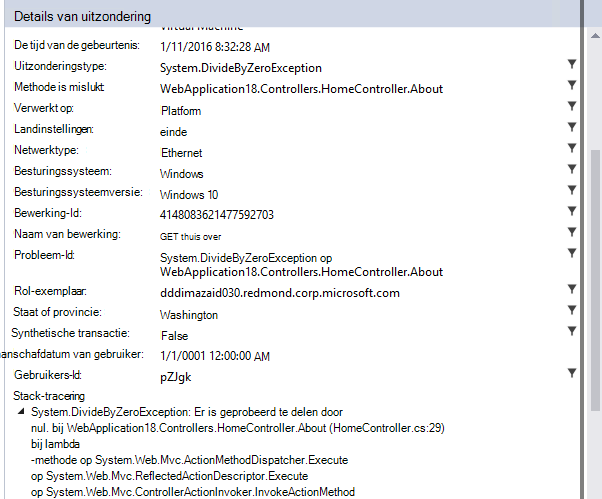 Details van uitzondering
Virtual Machine
De tijd van de gebeurtenis: 1/11/2016 8:32:28 AM
Uitzonderingstype: System.DivideByZeroException
Methode is mislukt: WebApplication18.Controllers.HomeController.About
Verwerkt op: Platform
Landinstellingen: einde
Netwerktype: Ethernet
Besturingssysteem: Windows
Besturingssysteemversie: Windows 10
Bewerking-Id: 4148083621477592703
Naam van bewerking: GET thuis over
Probleem-Id: System.DivideByZeroException op
WebApplication18.Controllers.HomeController.About
Rol-exemplaar: dddimazaid030.redmond.corp.microsoft.com
Staat of provincie: Washington
Synthetische transactie: False
anschafdatum van gebruiker: 1/1/0001 12:00:00 AM
Gebruikers-Id: pZJgk
Stack-tracering
System.DivideByZeroException: Er is geprobeerd te delen door
nul. bij WebApplication18.Controllers.HomeController.About (HomeController.cs:29)
bij lambda
-methode op System.Web.Mvc.ActionMethodDispatcher.Execute
op System.Web.Mvc.ReflectedActionDescriptor.Execute
op System.Web.Mvc.ControllerActionInvoker.InvokeActionMethod